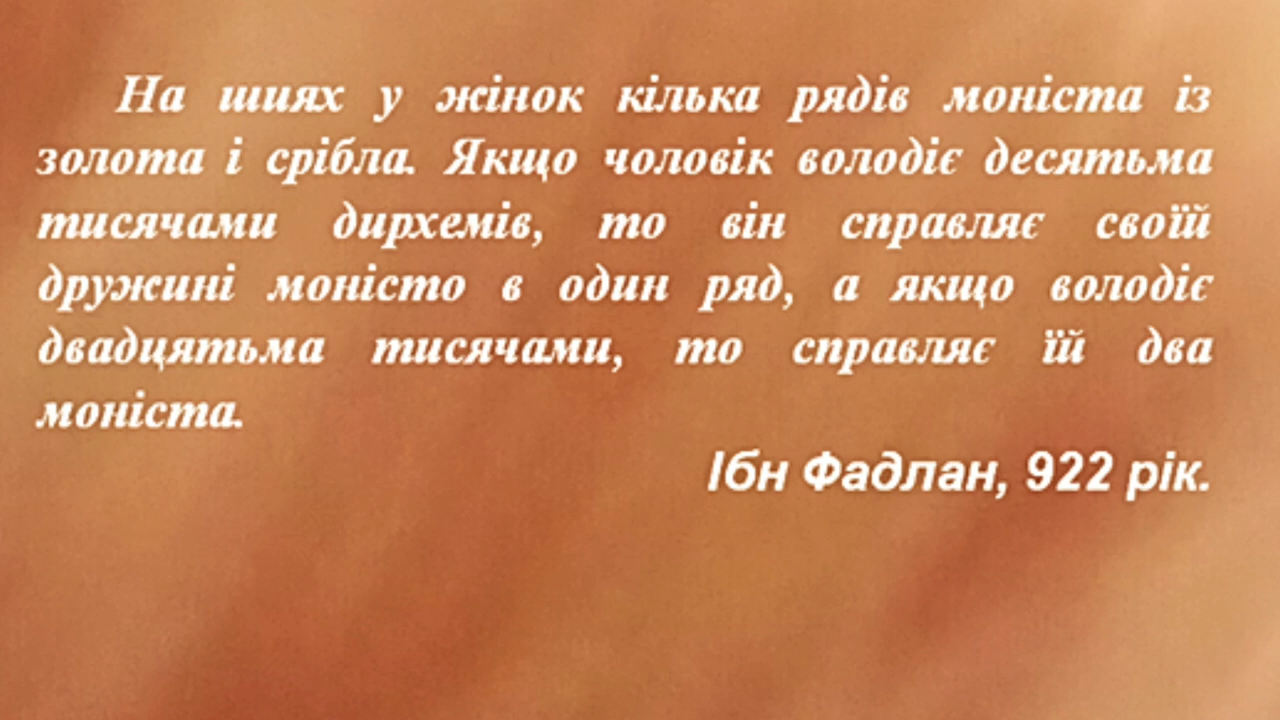 На шиях у жінок кілька рядів моніста із
золота і срібла. Якщо чоловік володіє десятьма
тисячами дирхемів, то він справляє своїй
дружині моністо в один ряд, а якщо володіє
двадцятьма тисячами, то справляє їй два
моніста.
Ібн Фадлан, 922 рік.